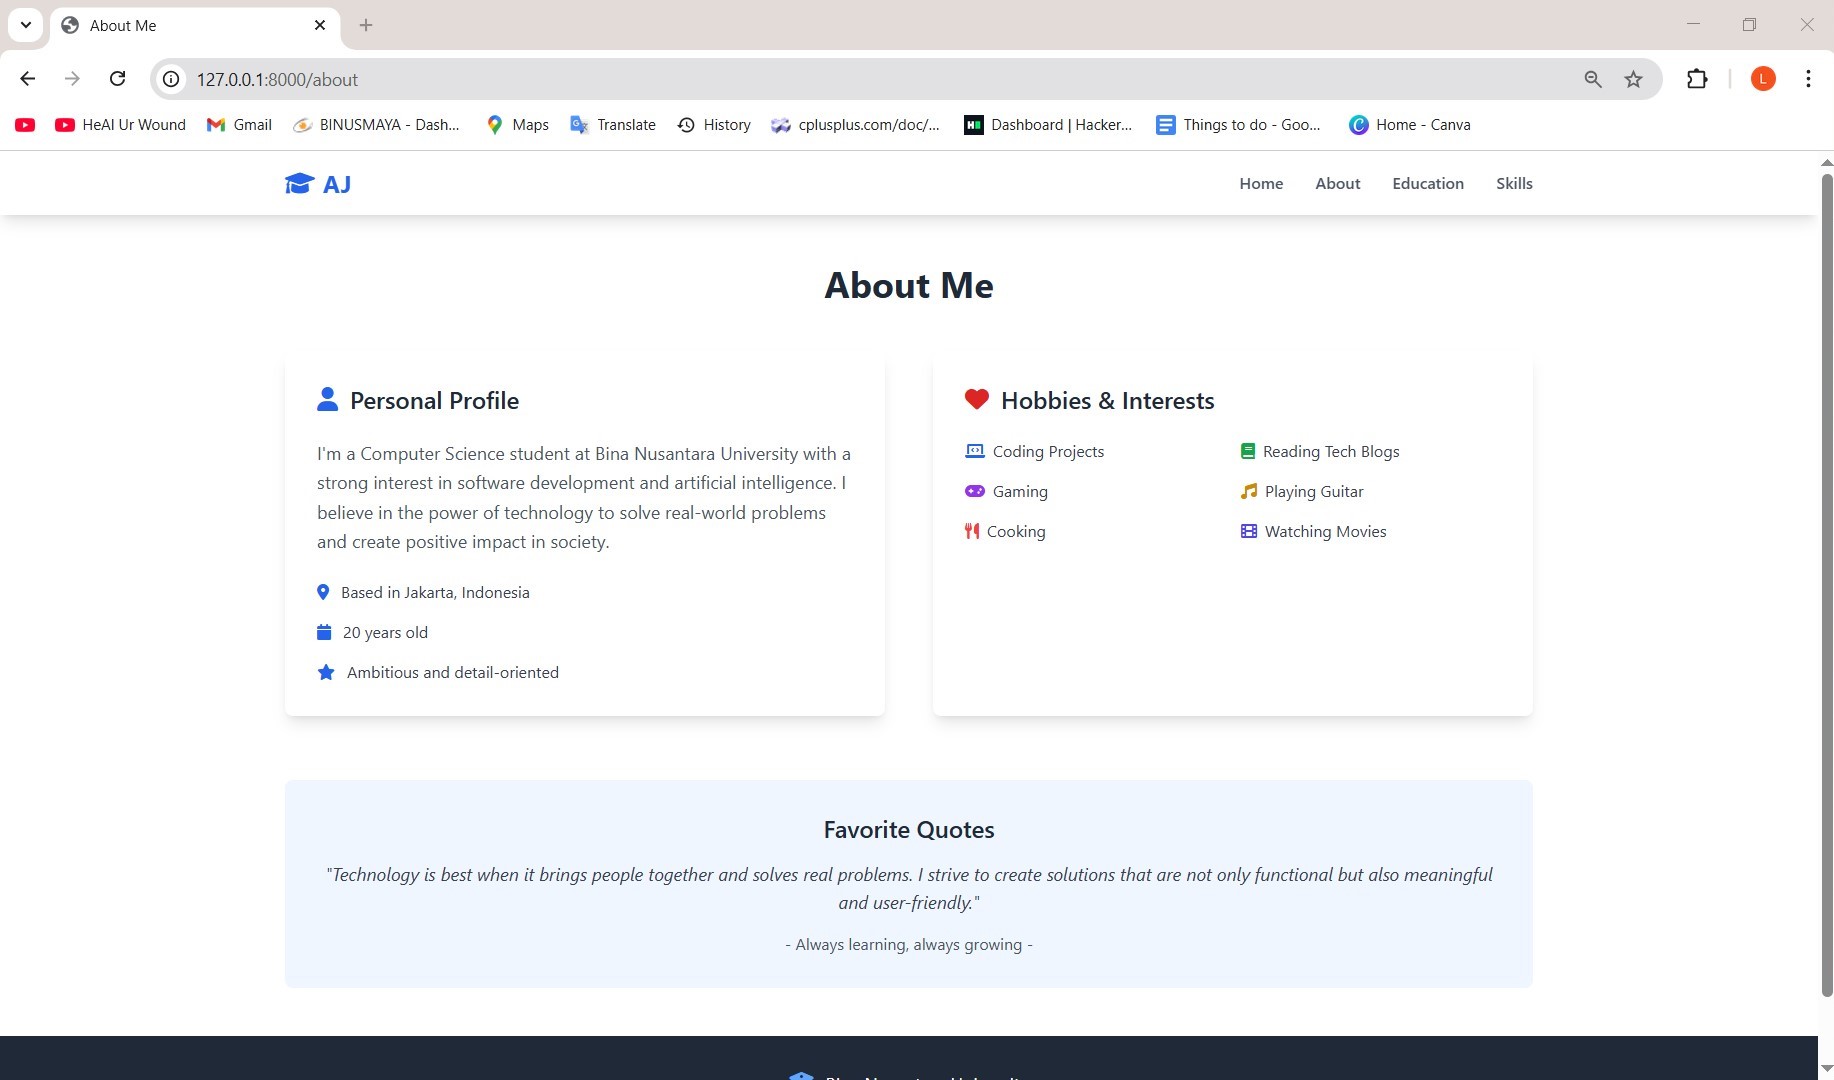 About Me
127.0.0.1:8000/about
L
HeAl Ur Wound
Gmail
BINUSMAYA - Dash...
Maps
Translate
History
cplusplus.com/doc/...
Dashboard | Hacker...
Things to do - Goo...
Home - Canva
AJ
Home
About
Education
Skills
About Me
Personal Profile
I'm a Computer Science student at Bina Nusantara University with a
strong interest in software development and artificial intelligence. I
believe in the power of technology to solve real-world problems
and create positive impact in society.
Based in Jakarta, Indonesia
20 years old
Ambitious and detail-oriented
Hobbies & Interests
Coding Projects
Reading Tech Blogs
Gaming
Playing Guitar
Cooking
Watching Movies
Favorite Quotes
"Technology is best when it brings people together and solves real problems. I strive to create solutions that are not only functional but also meaningful
and user-friendly."
- Always learning, always growing -